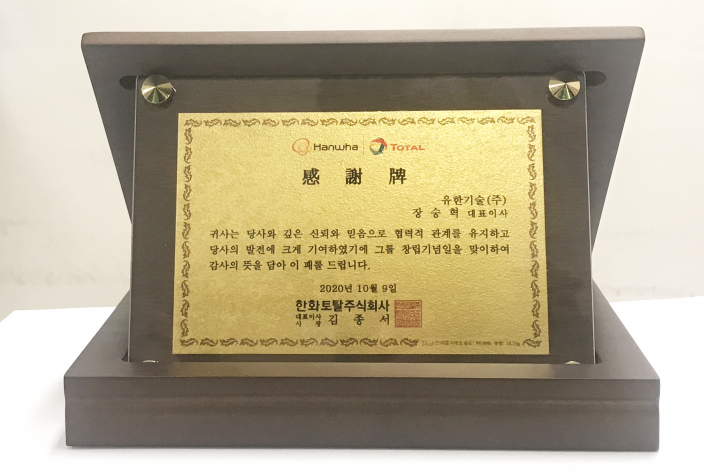 Hanwha TOTAL
感謝牌
유한기술(주)
장승혁 대표이사
귀사는 당사와 깊은 신뢰와 믿음으로 협력적 관계를 유지하고
당사의 발전에 크게 기여하였기에 그룹 창립기념일을 맞이하여
감사의 뜻을 담아 이 패를 드립니다.
2020년 10월 9일
한화토탈주식회사
대표이사
사장 김종서